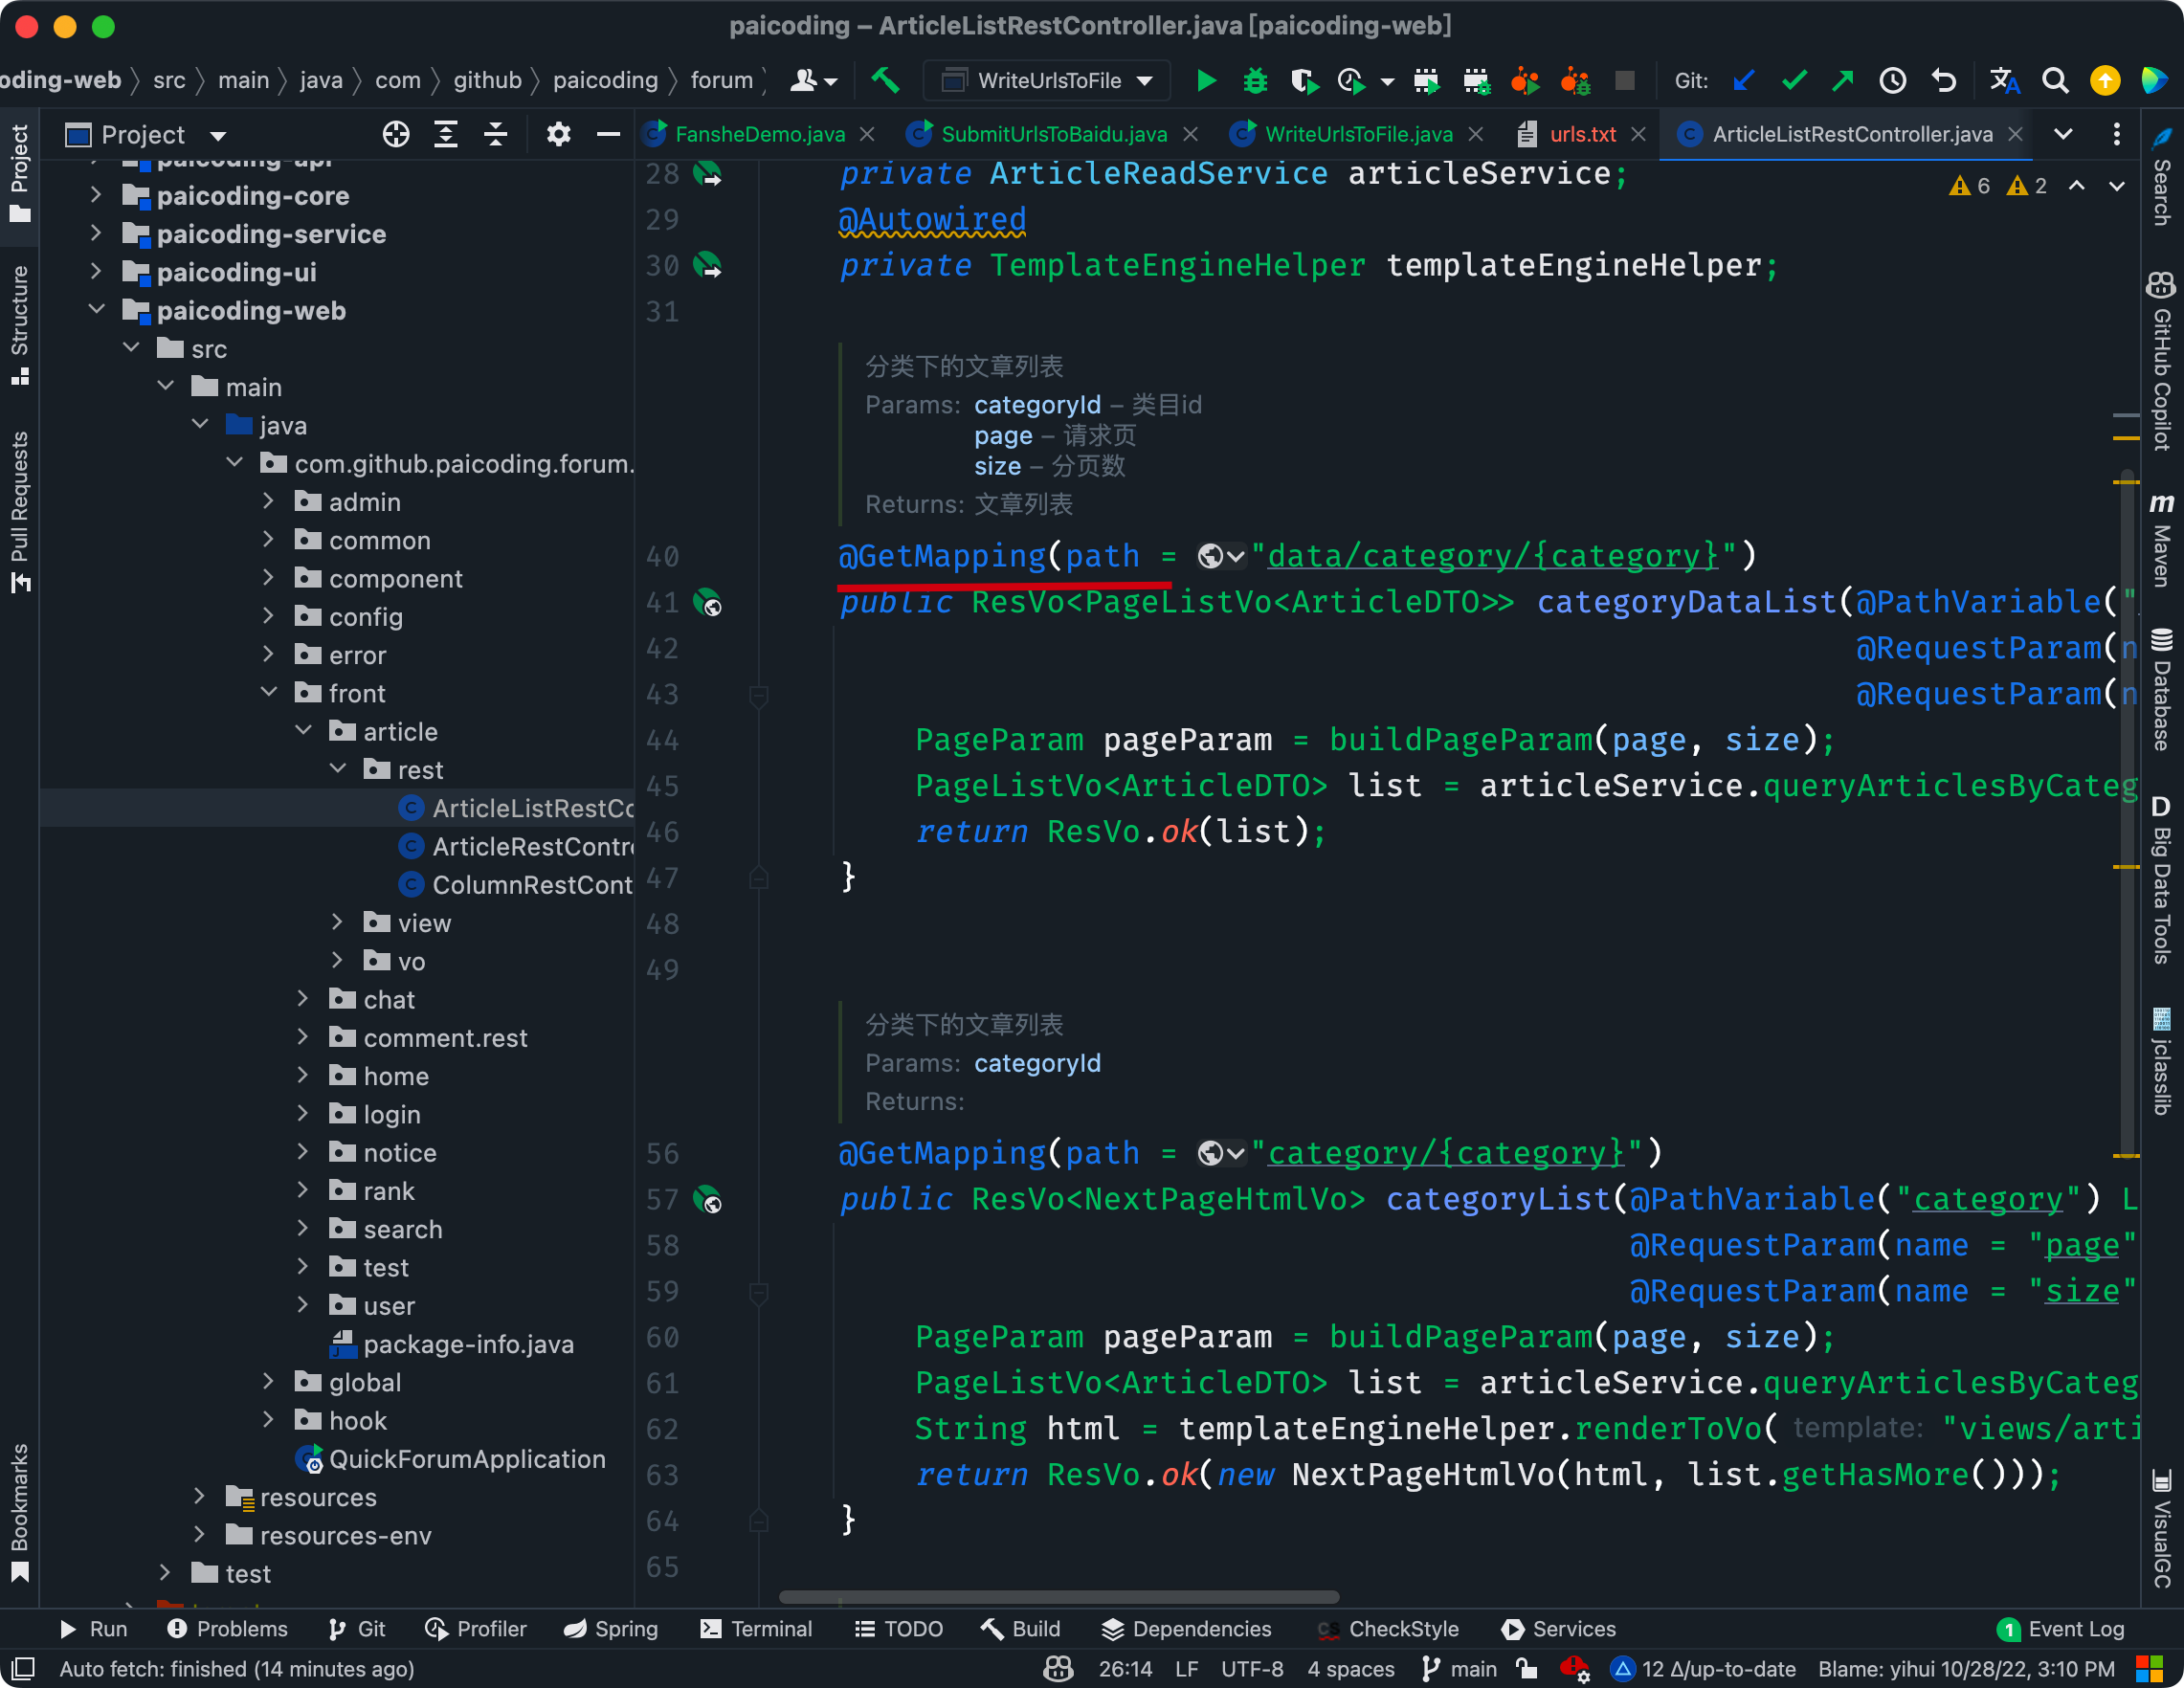 paicoding – ArticleListRestController.java [paicoding-web]
oding-web 〉 src 〉 main 〉 java 〉 com 〉 github 〉 paicoding 〉 forum
WriteUrlsToFile
Git:
Project
FansheDemo.java
SubmitUrlsToBaidu.java
WriteUrlsToFile.java
urls.txt
ArticleListRestController.java
Project
Structure
Pull Requests
Bookmarks
paicoding-api
paicoding-core
paicoding-service
paicoding-ui
paicoding-web
src
main
java
com.github.paicoding.forum.
admin
common
component
config
error
front
article
rest
ArticleListRestCo
ArticleRestContr
ColumnRestCont
view
vo
chat
comment.rest
home
login
notice
rank
search
test
user
package-info.java
global
hook
QuickForumApplication
resources
resources-env
test
6 2
28 private ArticleReadService articleService;
29 @Autowired
30 private TemplateEngineHelper templateEngineHelper;
31
分类下的文章列表
Params: categoryId – 类目id
page – 请求页
size – 分页数
Returns: 文章列表
40 @GetMapping(path = "data/category/{category}")
41 public ResVo<PageListVo<ArticleDTO>> categoryDataList(@PathVariable("
42 @RequestParam(n
43 @RequestParam(n
44 PageParam pageParam = buildPageParam(page, size);
45 PageListVo<ArticleDTO> list = articleService.queryArticlesByCateg
46 return ResVo.ok(list);
47 }
48
49
分类下的文章列表
Params: categoryId
Returns:
56 @GetMapping(path = "category/{category}")
57 public ResVo<NextPageHtmlVo> categoryList(@PathVariable("category") L
58 @RequestParam(name = "page"
59 @RequestParam(name = "size"
60 PageParam pageParam = buildPageParam(page, size);
61 PageListVo<ArticleDTO> list = articleService.queryArticlesByCateg
62 String html = templateEngineHelper.renderToVo( template: "views/arti
63 return ResVo.ok(new NextPageHtmlVo(html, list.getHasMore()));
64 }
65
Search
GitHub Copilot
m Maven
Database
D Big Data Tools
jclasslib
VisualGC
Run
Problems
Git
Profiler
Spring
Terminal
TODO
Build
Dependencies
CS CheckStyle
Services
1 Event Log
Auto fetch: finished (14 minutes ago)
26:14 LF UTF-8 4 spaces main 12 Δ/up-to-date Blame: yihui 10/28/22, 3:10 PM